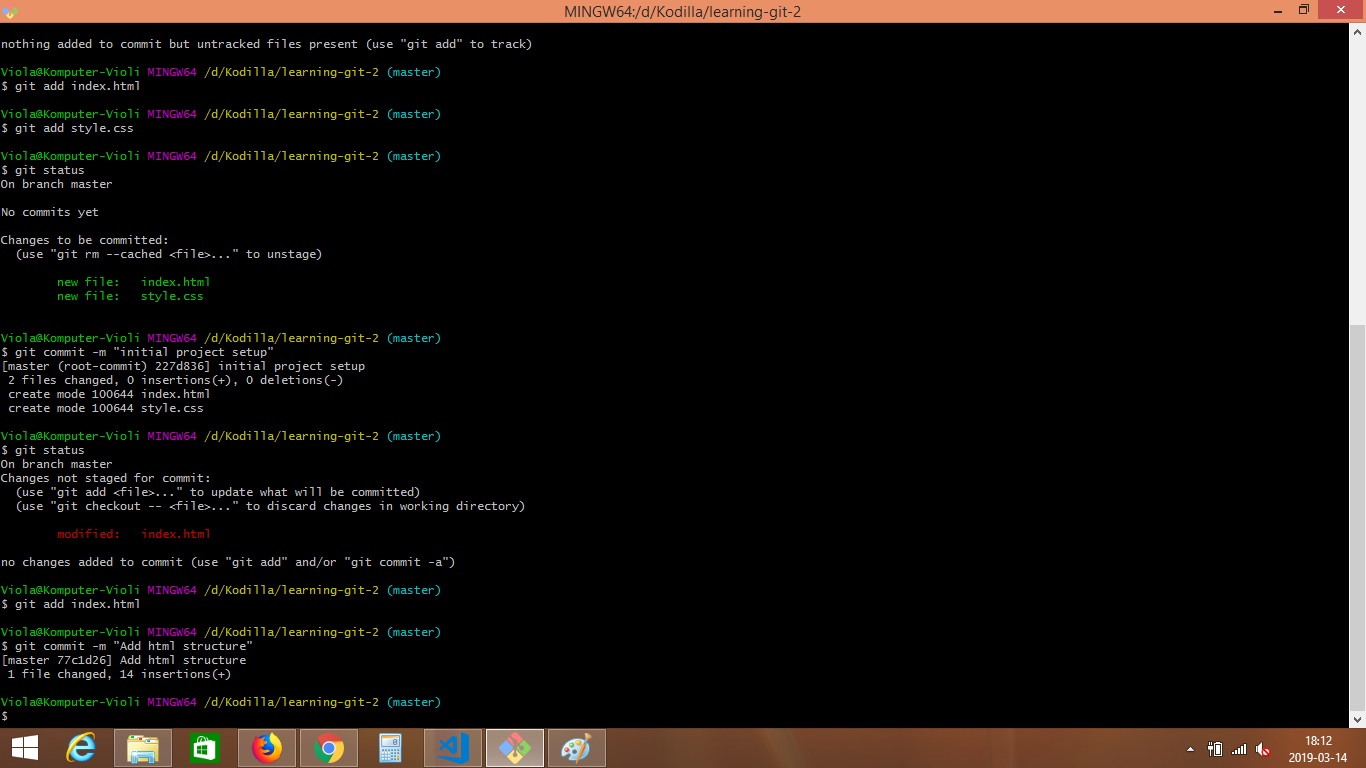 MINGW64:/d/Kodilla/learning-git-2
nothing added to commit but untracked files present (use "git add" to track)
Viola@Komputer-Violi MINGW64 /d/Kodilla/learning-git-2 (master)
$ git add index.html
Viola@Komputer-Violi MINGW64 /d/Kodilla/learning-git-2 (master)
$ git add style.css
Viola@Komputer-Violi MINGW64 /d/Kodilla/learning-git-2 (master)
$ git status
On branch master
No commits yet
Changes to be committed:
  (use "git rm --cached <file>..." to unstage)
        new file:   index.html
        new file:   style.css
Viola@Komputer-Violi MINGW64 /d/Kodilla/learning-git-2 (master)
$ git commit -m "initial project setup"
[master (root-commit) 227d836] initial project setup
 2 files changed, 0 insertions(+), 0 deletions(-)
 create mode 100644 index.html
 create mode 100644 style.css
Viola@Komputer-Violi MINGW64 /d/Kodilla/learning-git-2 (master)
$ git status
On branch master
Changes not staged for commit:
  (use "git add <file>..." to update what will be committed)
  (use "git checkout -- <file>..." to discard changes in working directory)
        modified:   index.html
no changes added to commit (use "git add" and/or "git commit -a")
Viola@Komputer-Violi MINGW64 /d/Kodilla/learning-git-2 (master)
$ git add index.html
Viola@Komputer-Violi MINGW64 /d/Kodilla/learning-git-2 (master)
$ git commit -m "Add html structure"
[master 77c1d26] Add html structure
 1 file changed, 14 insertions(+)
Viola@Komputer-Violi MINGW64 /d/Kodilla/learning-git-2 (master)
$
18:12
2019-03-14